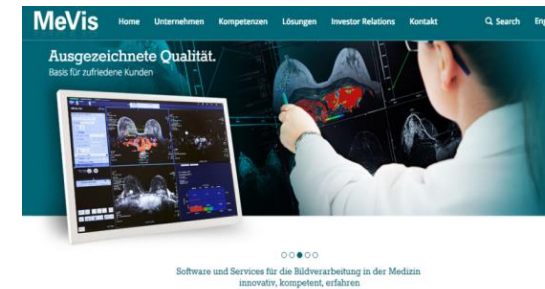 MeVis
Home Unternehmen Kompetenzen Lösungen Investor Relations Kontakt Search Eng
Ausgezeichnete Qualität.
Basis für zufriedene Kunden
Software und Services für die Bildverarbeitung in der Medizin
innovativ, kompetent, erfahren